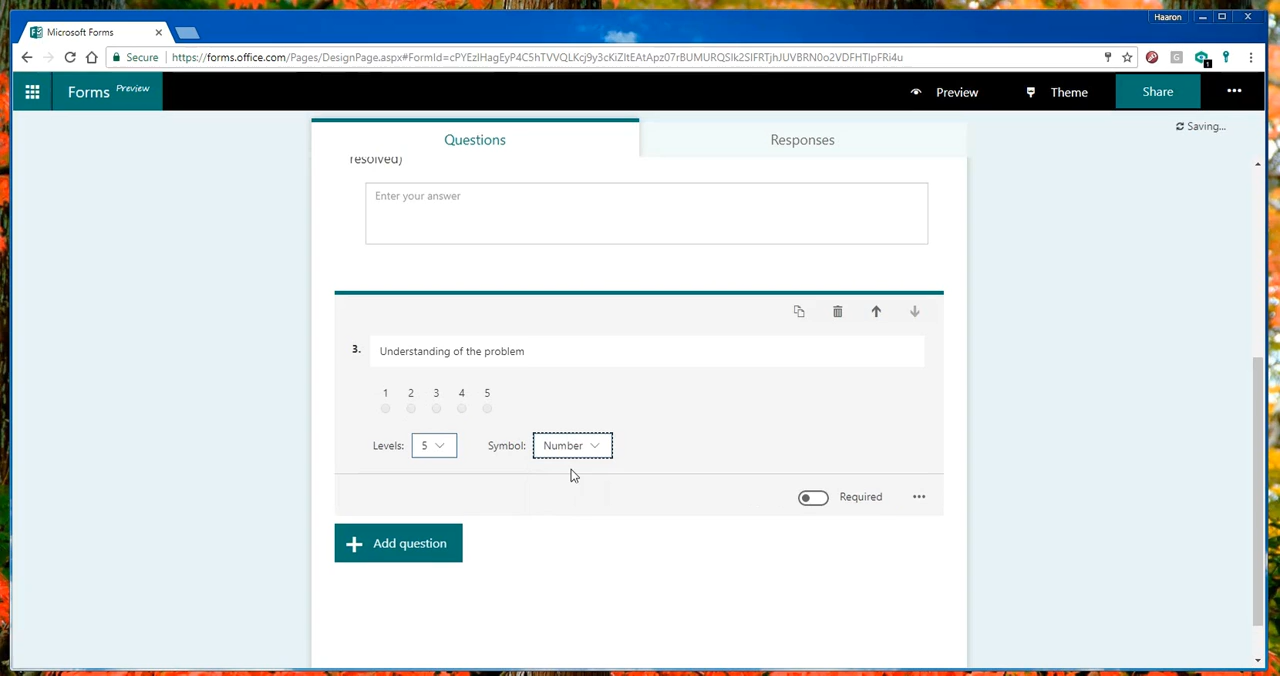 Haaron
Microsoft Forms
Secure https://forms.office.com/Pages/DesignPage.aspx#FormId=cPYEzlHagEyP4C5hTVVQLKcj9y3cKiZItEAtApz07rBUMURQSlk2SlFRTjhJUVBRN0o2VDFHTlpFRi4u
1
Forms Preview
Preview
Theme
Share
Saving...
Questions
Responses
resolved)
Enter your answer
3.
Understanding of the problem
1 2 3 4 5
Levels: 5 Symbol: Number
Required
Add question